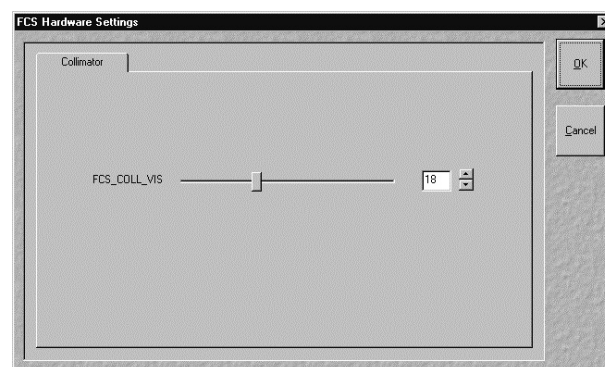 FCS Hardware Settings
Collimator
OK
Cancel
FCS_COLL_VIS
18